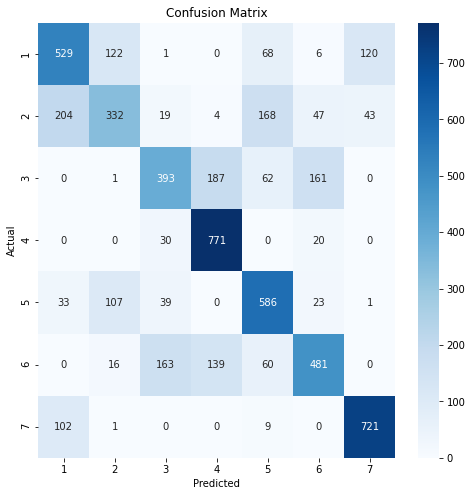 Confusion Matrix
1 529 122 1 0 68 6 120
2 204 332 19 4 168 47 43
3 0 1 393 187 62 161 0
4 0 0 30 771 0 20 0
5 33 107 39 0 586 23 1
6 0 16 163 139 60 481 0
7 102 1 0 0 9 0 721
1 2 3 4 5 6 7
Predicted
Actual
700
600
500
400
300
200
100
0